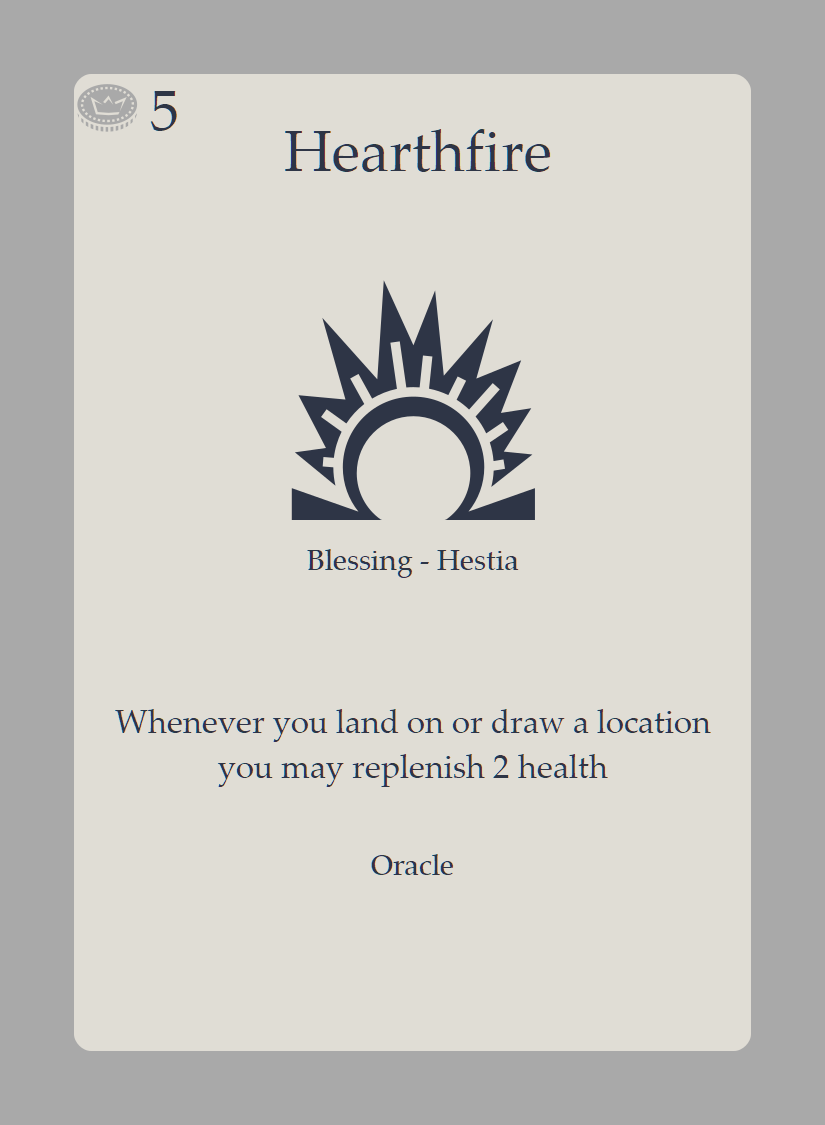 5
Hearthfire
Blessing - Hestia
Whenever you land on or draw a location
you may replenish 2 health
Oracle